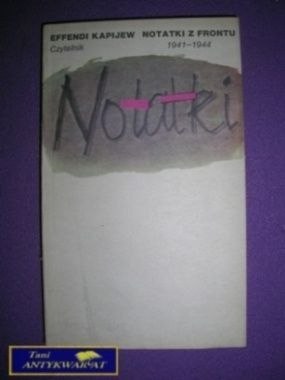 EFFENDI KAPIJEW NOTATKI Z FRONTU
Czytelnik 1941–1944
Notatki
Tani
ANTYKWARIAT